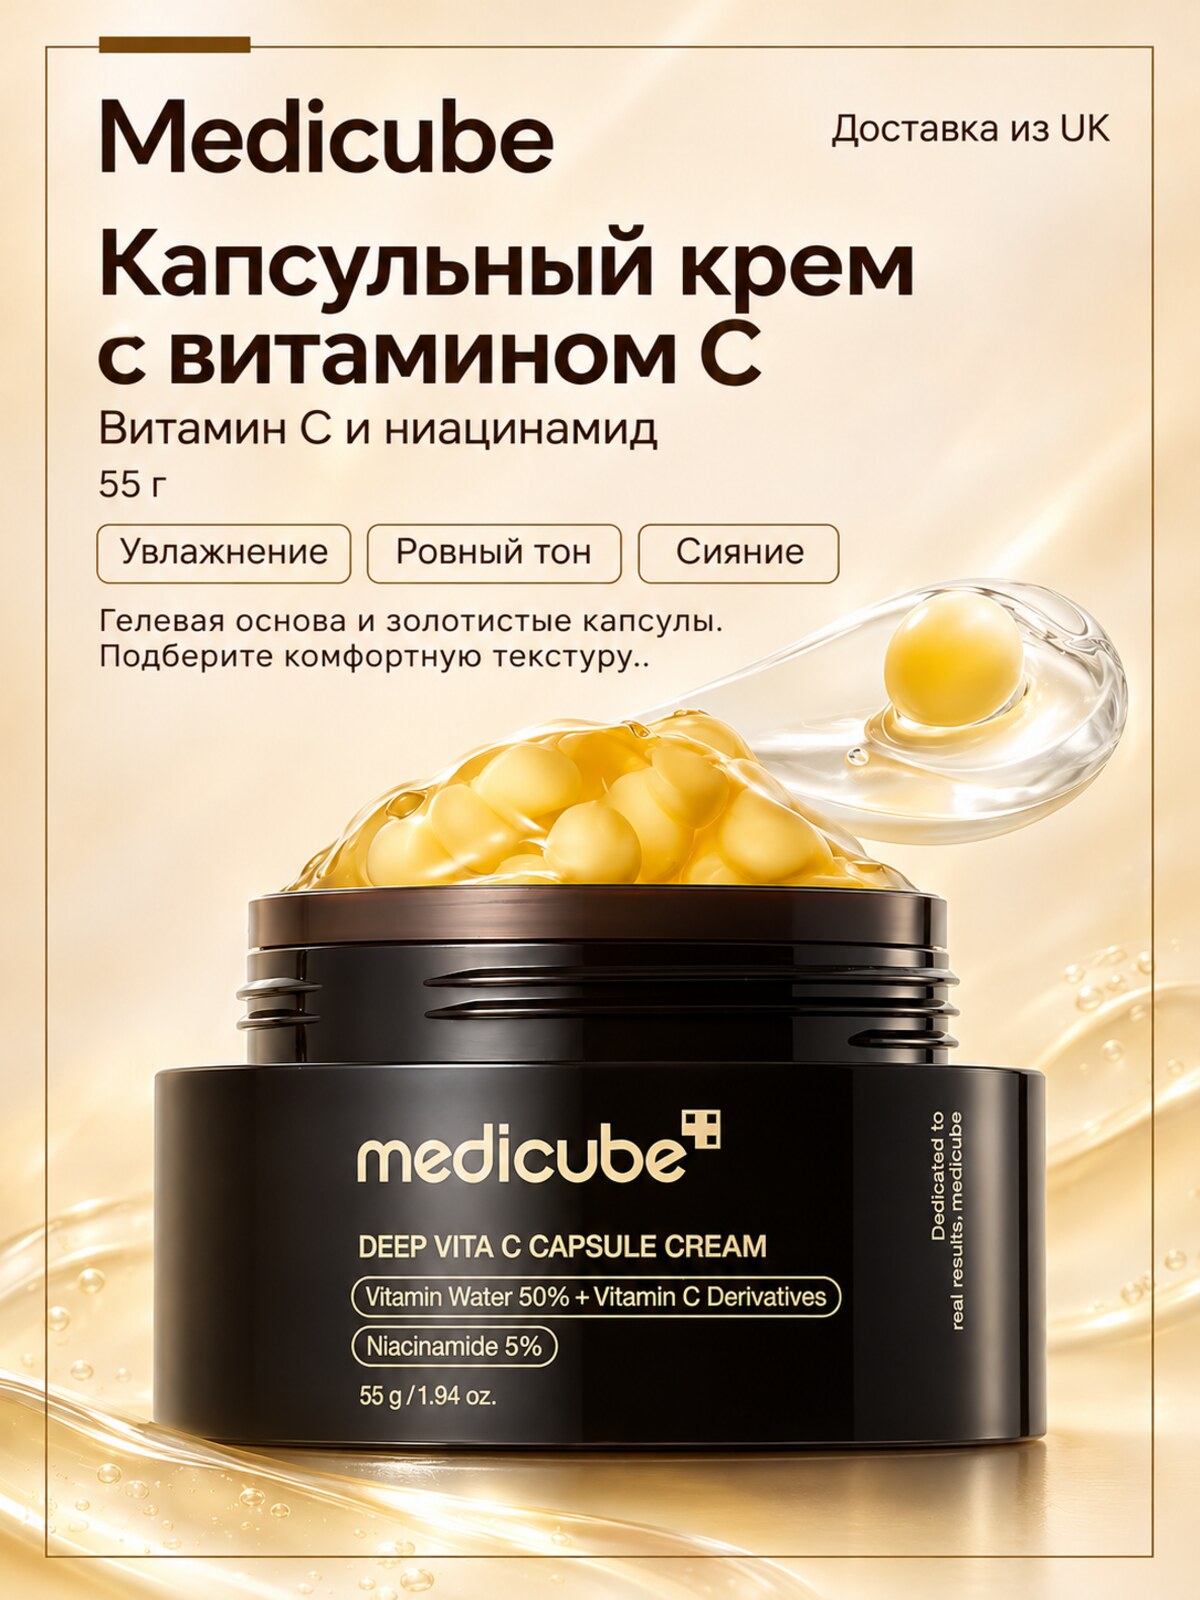 Medicube
Доставка из UK
Капсульный крем
с витамином C
Витамин C и ниацинамид
55 г
Увлажнение
Ровный тон
Сияние
Гелевая основа и золотистые капсулы.
Подберите комфортную текстуру..
medicube
DEEP VITA C CAPSULE CREAM
Vitamin Water 50% + Vitamin C Derivatives
Niacinamide 5%
55 g / 1.94 oz.
Dedicated to
real results, medicube